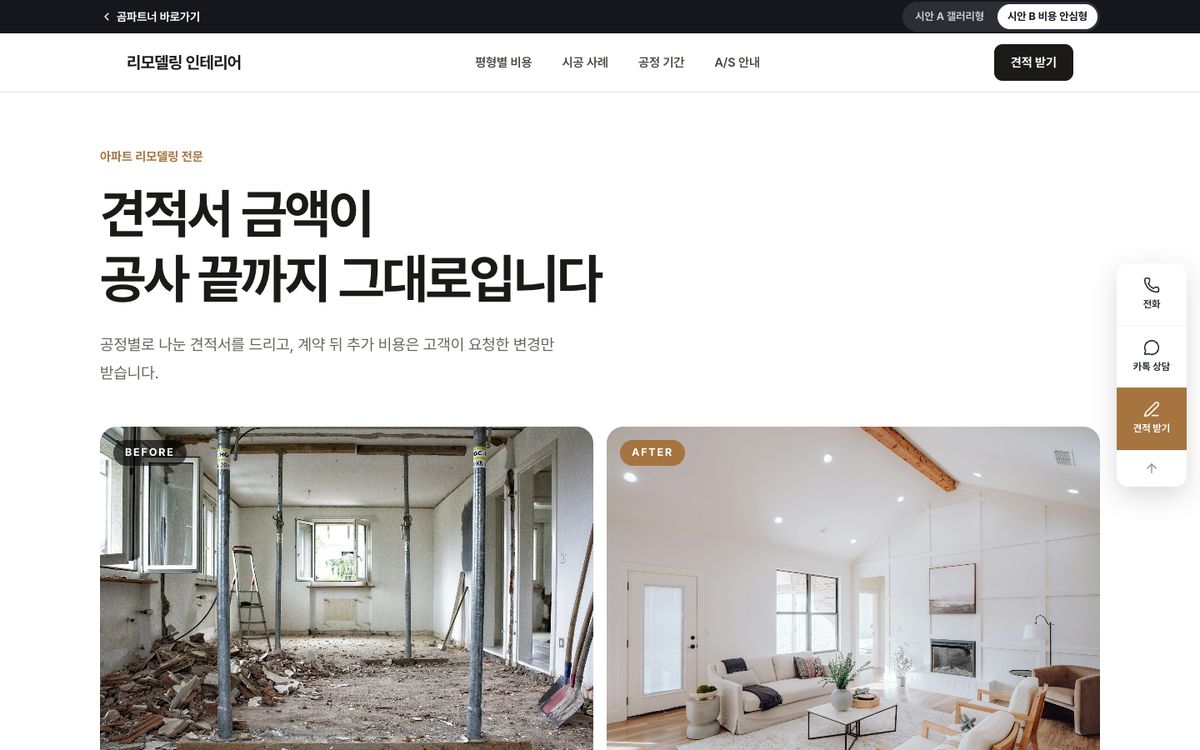 곰파트너 바로가기
시안 A 갤러리형
시안 B 비용 안심형
리모델링 인테리어
평형별 비용
시공 사례
공정 기간
A/S 안내
견적 받기
아파트 리모델링 전문
견적서 금액이
공사 끝까지 그대로입니다
공정별로 나눈 견적서를 드리고, 계약 뒤 추가 비용은 고객이 요청한 변경만
받습니다.
전화
카톡 상담
견적 받기
BEFORE
AFTER